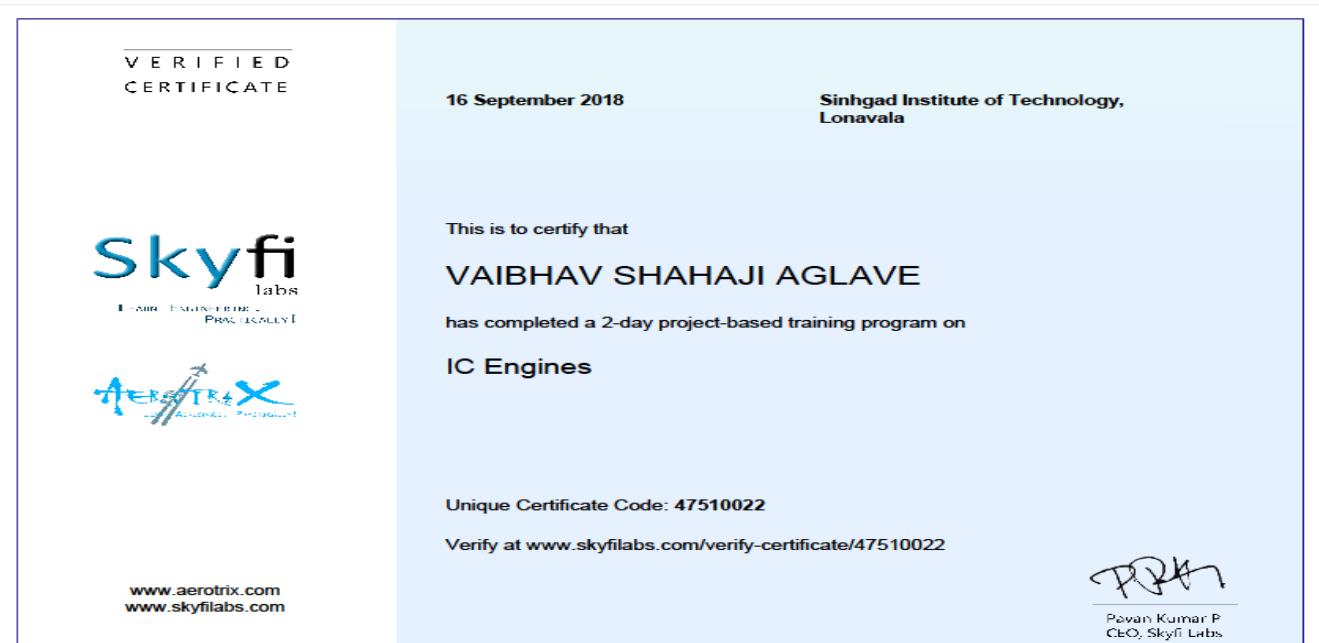 VERIFIED
CERTIFICATE
16 September 2018
Sinhgad Institute of Technology,
Lonavala
Skyfi
labs
PRACTICALLY
AEROTRIX
This is to certify that
VAIBHAV SHAHAJI AGLAVE
has completed a 2-day project-based training program on
IC Engines
Unique Certificate Code: 47510022
Verify at www.skyfilabs.com/verify-certificate/47510022
www.aerotrix.com
www.skyfilabs.com
Pavan Kumar P
CEO, Skyfi Labs